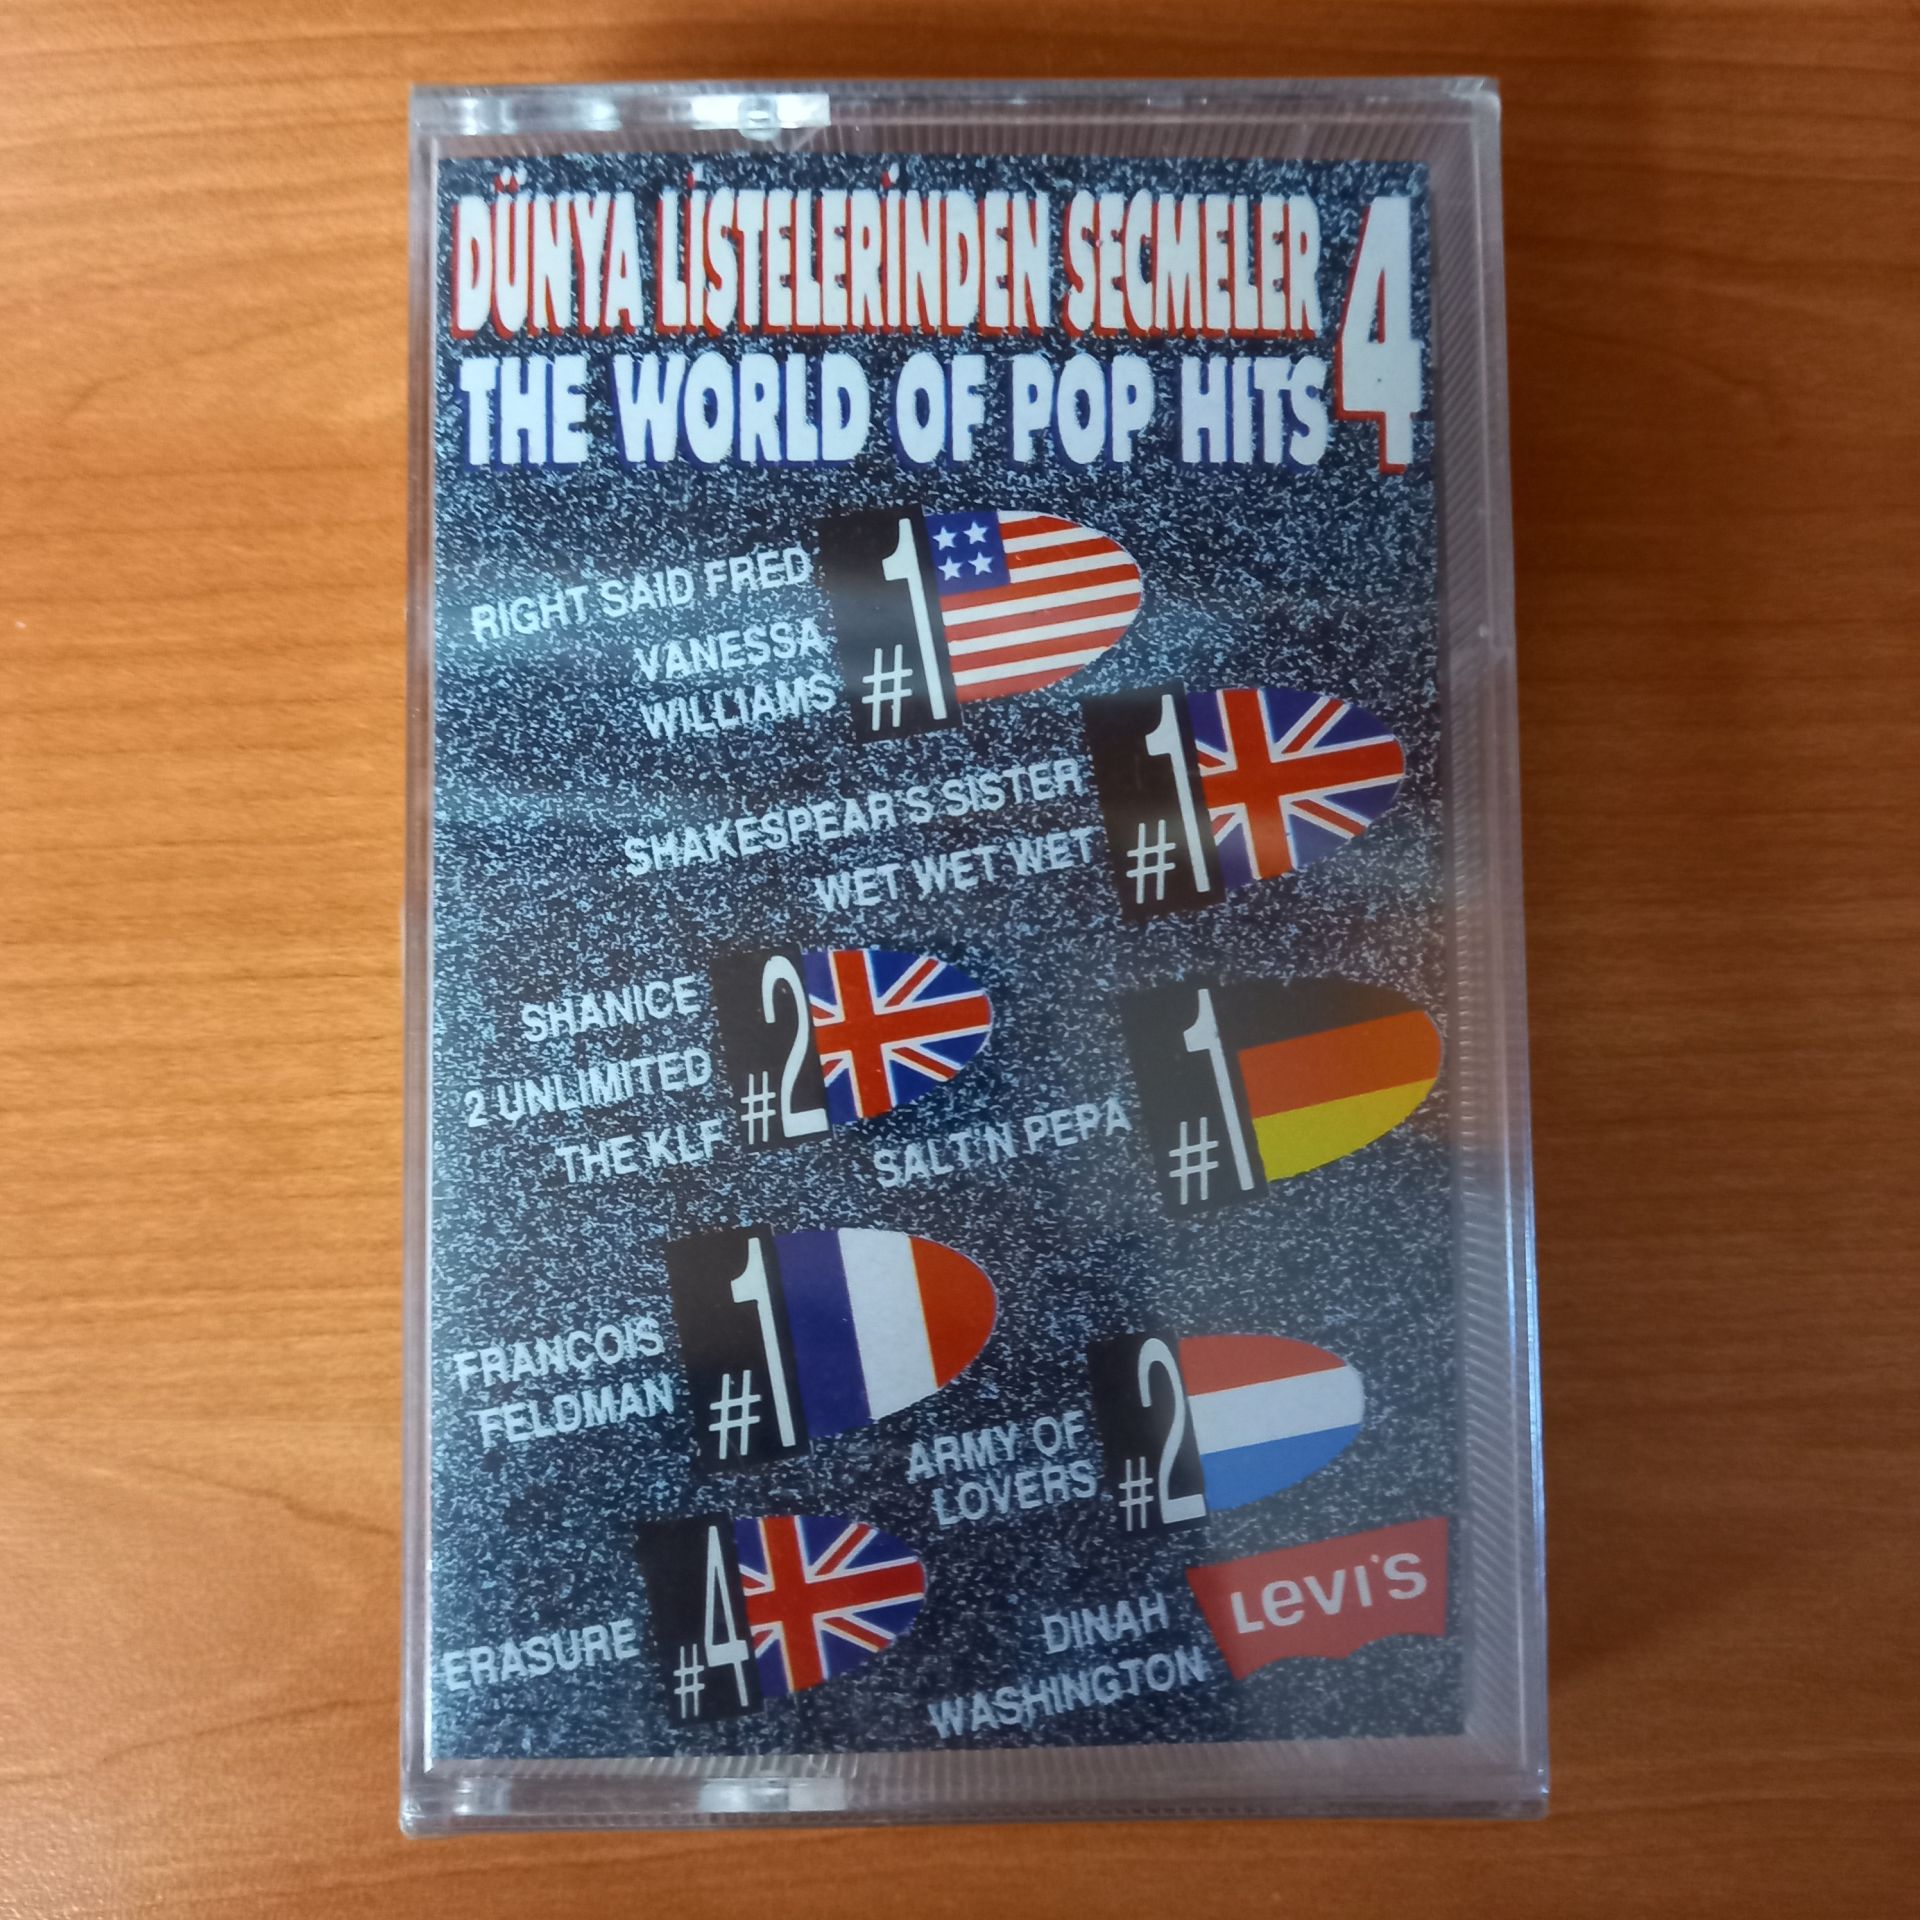 DÜNYA LİSTELERİNDEN SECMELER 4
THE WORLD OF POP HITS
RIGHT SAID FRED
VANESSA
WILLIAMS
#1
SHAKESPEAR'S SISTER
WET WET WET
#1
SHANICE
2 UNLIMITED
THE KLF
#2
SALT'N PEPA
#1
FRANÇOIS
FELDMAN
#1
ARMY OF
LOVERS
#2
ERASURE
#4
DINAH
WASHINGTON
LEVI'S